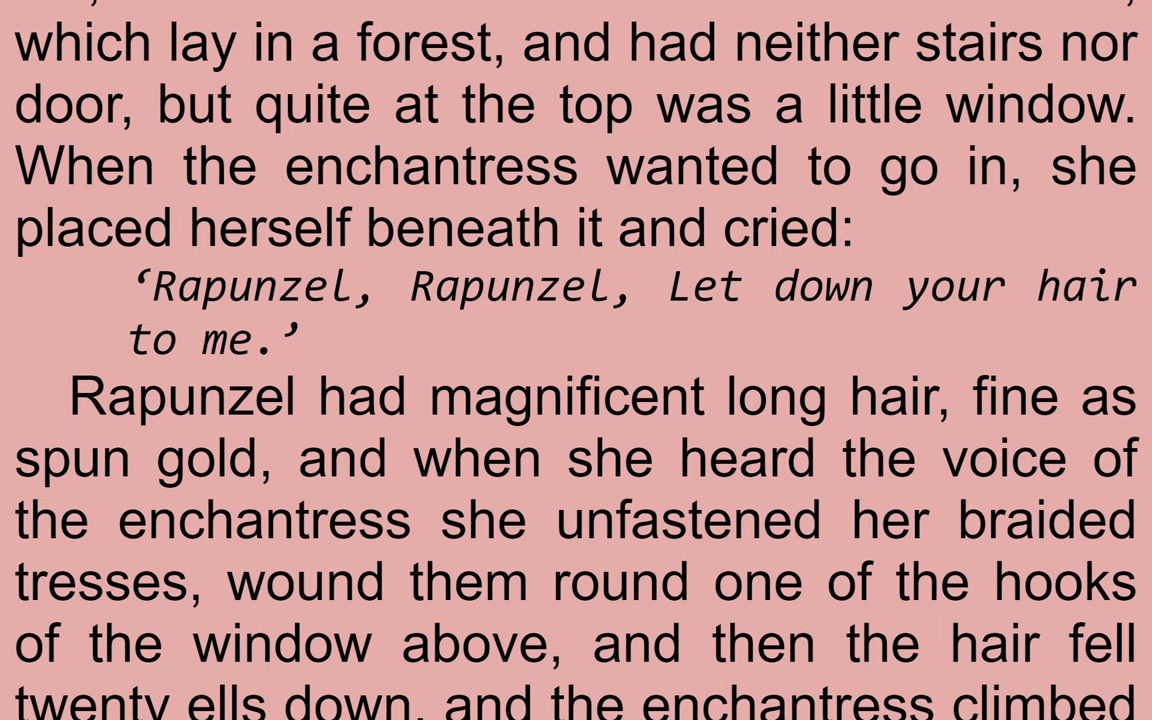 which lay in a forest, and had neither stairs nor
door, but quite at the top was a little window.
When the enchantress wanted to go in, she
placed herself beneath it and cried:
‘Rapunzel, Rapunzel, Let down your hair
to me.’
Rapunzel had magnificent long hair, fine as
spun gold, and when she heard the voice of
the enchantress she unfastened her braided
tresses, wound them round one of the hooks
of the window above, and then the hair fell
twenty ells down, and the enchantress climbed